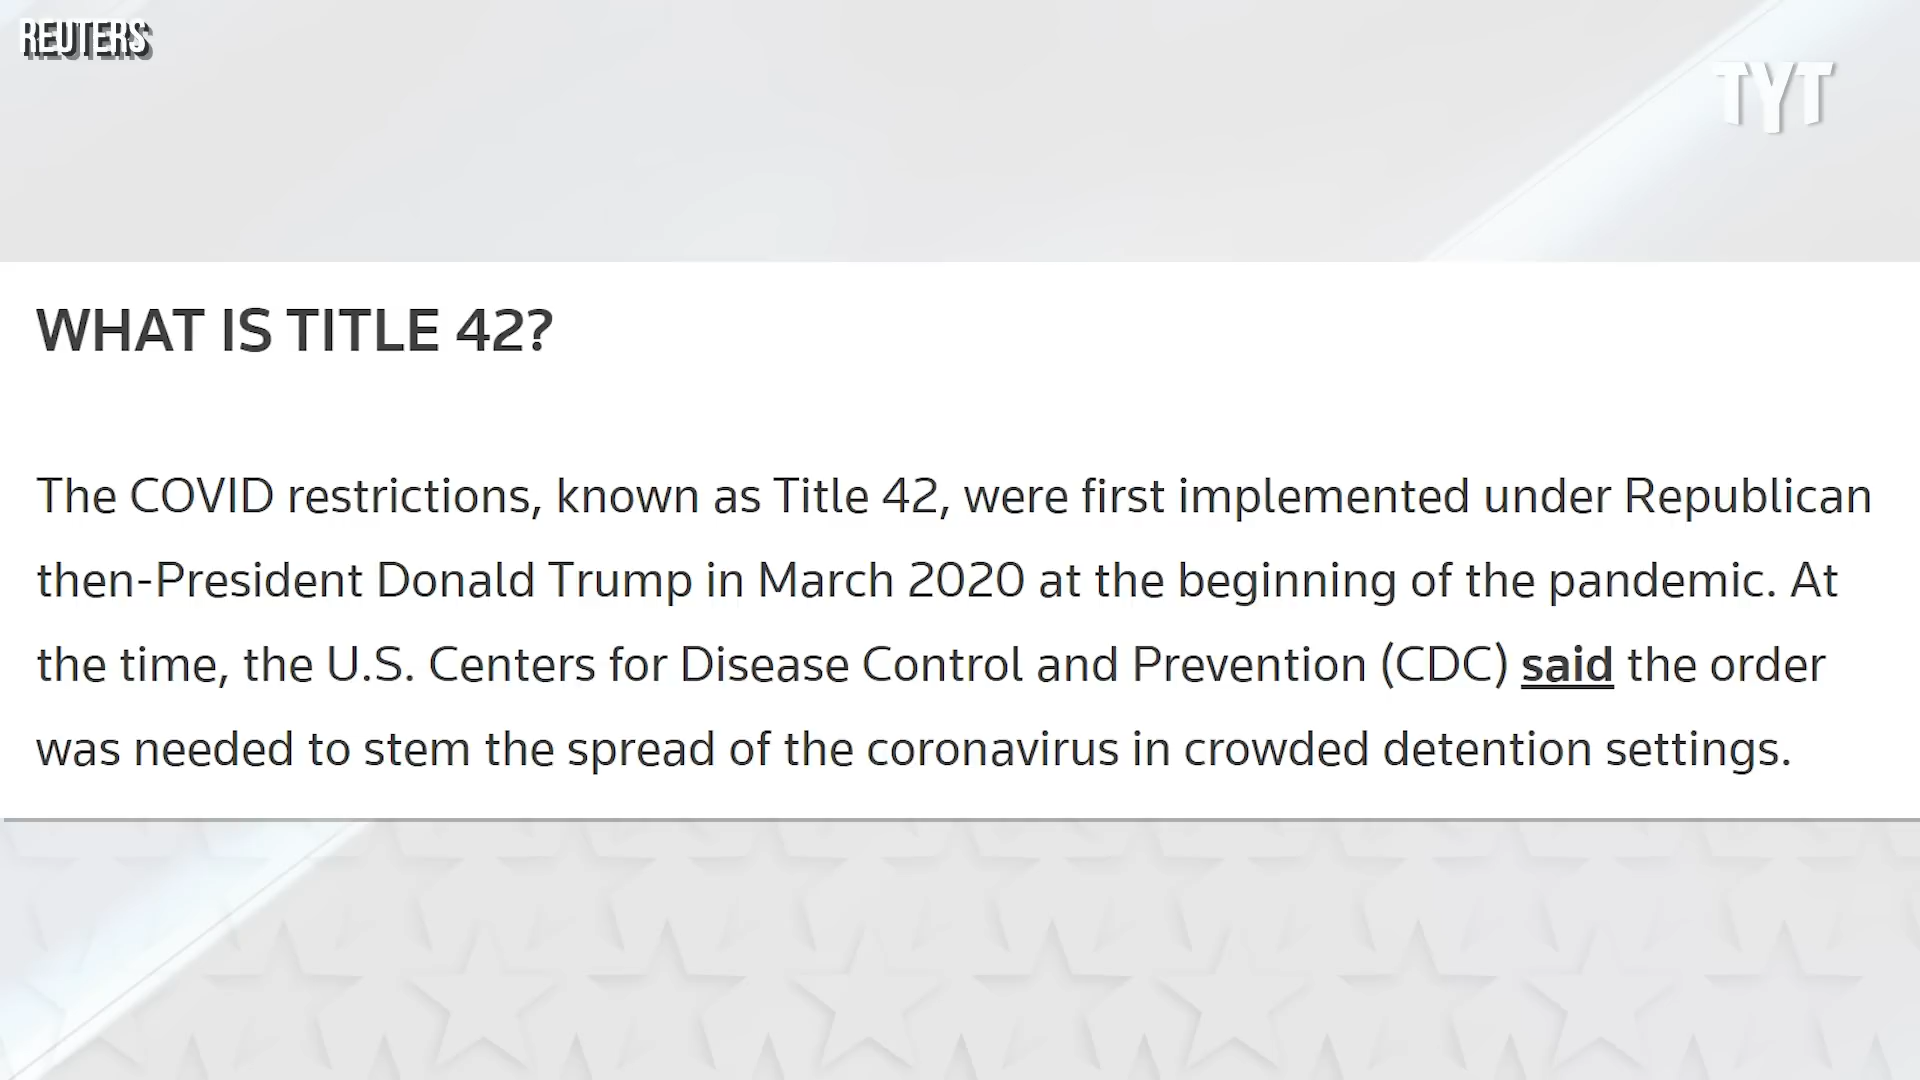 REUTERS
TYT
WHAT IS TITLE 42?
The COVID restrictions, known as Title 42, were first implemented under Republican
then-President Donald Trump in March 2020 at the beginning of the pandemic. At
the time, the U.S. Centers for Disease Control and Prevention (CDC) said the order
was needed to stem the spread of the coronavirus in crowded detention settings.